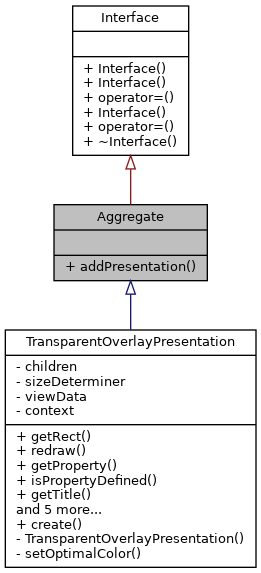 Interface
+ Interface()
+ Interface()
+ operator=()
+ Interface()
+ operator=()
+ ~Interface()
Aggregate
+ addPresentation()
TransparentOverlayPresentation
- children
- sizeDeterminer
- viewData
- context
+ getRect()
+ redraw()
+ getProperty()
+ isPropertyDefined()
+ getTitle()
and 5 more...
+ create()
- TransparentOverlayPresentation()
- setOptimalColor()